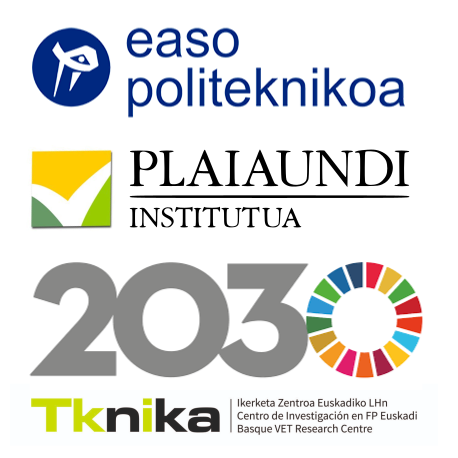 easo
politeknikoa
PLAIAUNDI
INSTITUTUA
2030
Tknika
Ikerketa Zentroa Euskadiko LHn
Centro de Investigación en FP Euskadi
Basque VET Research Centre